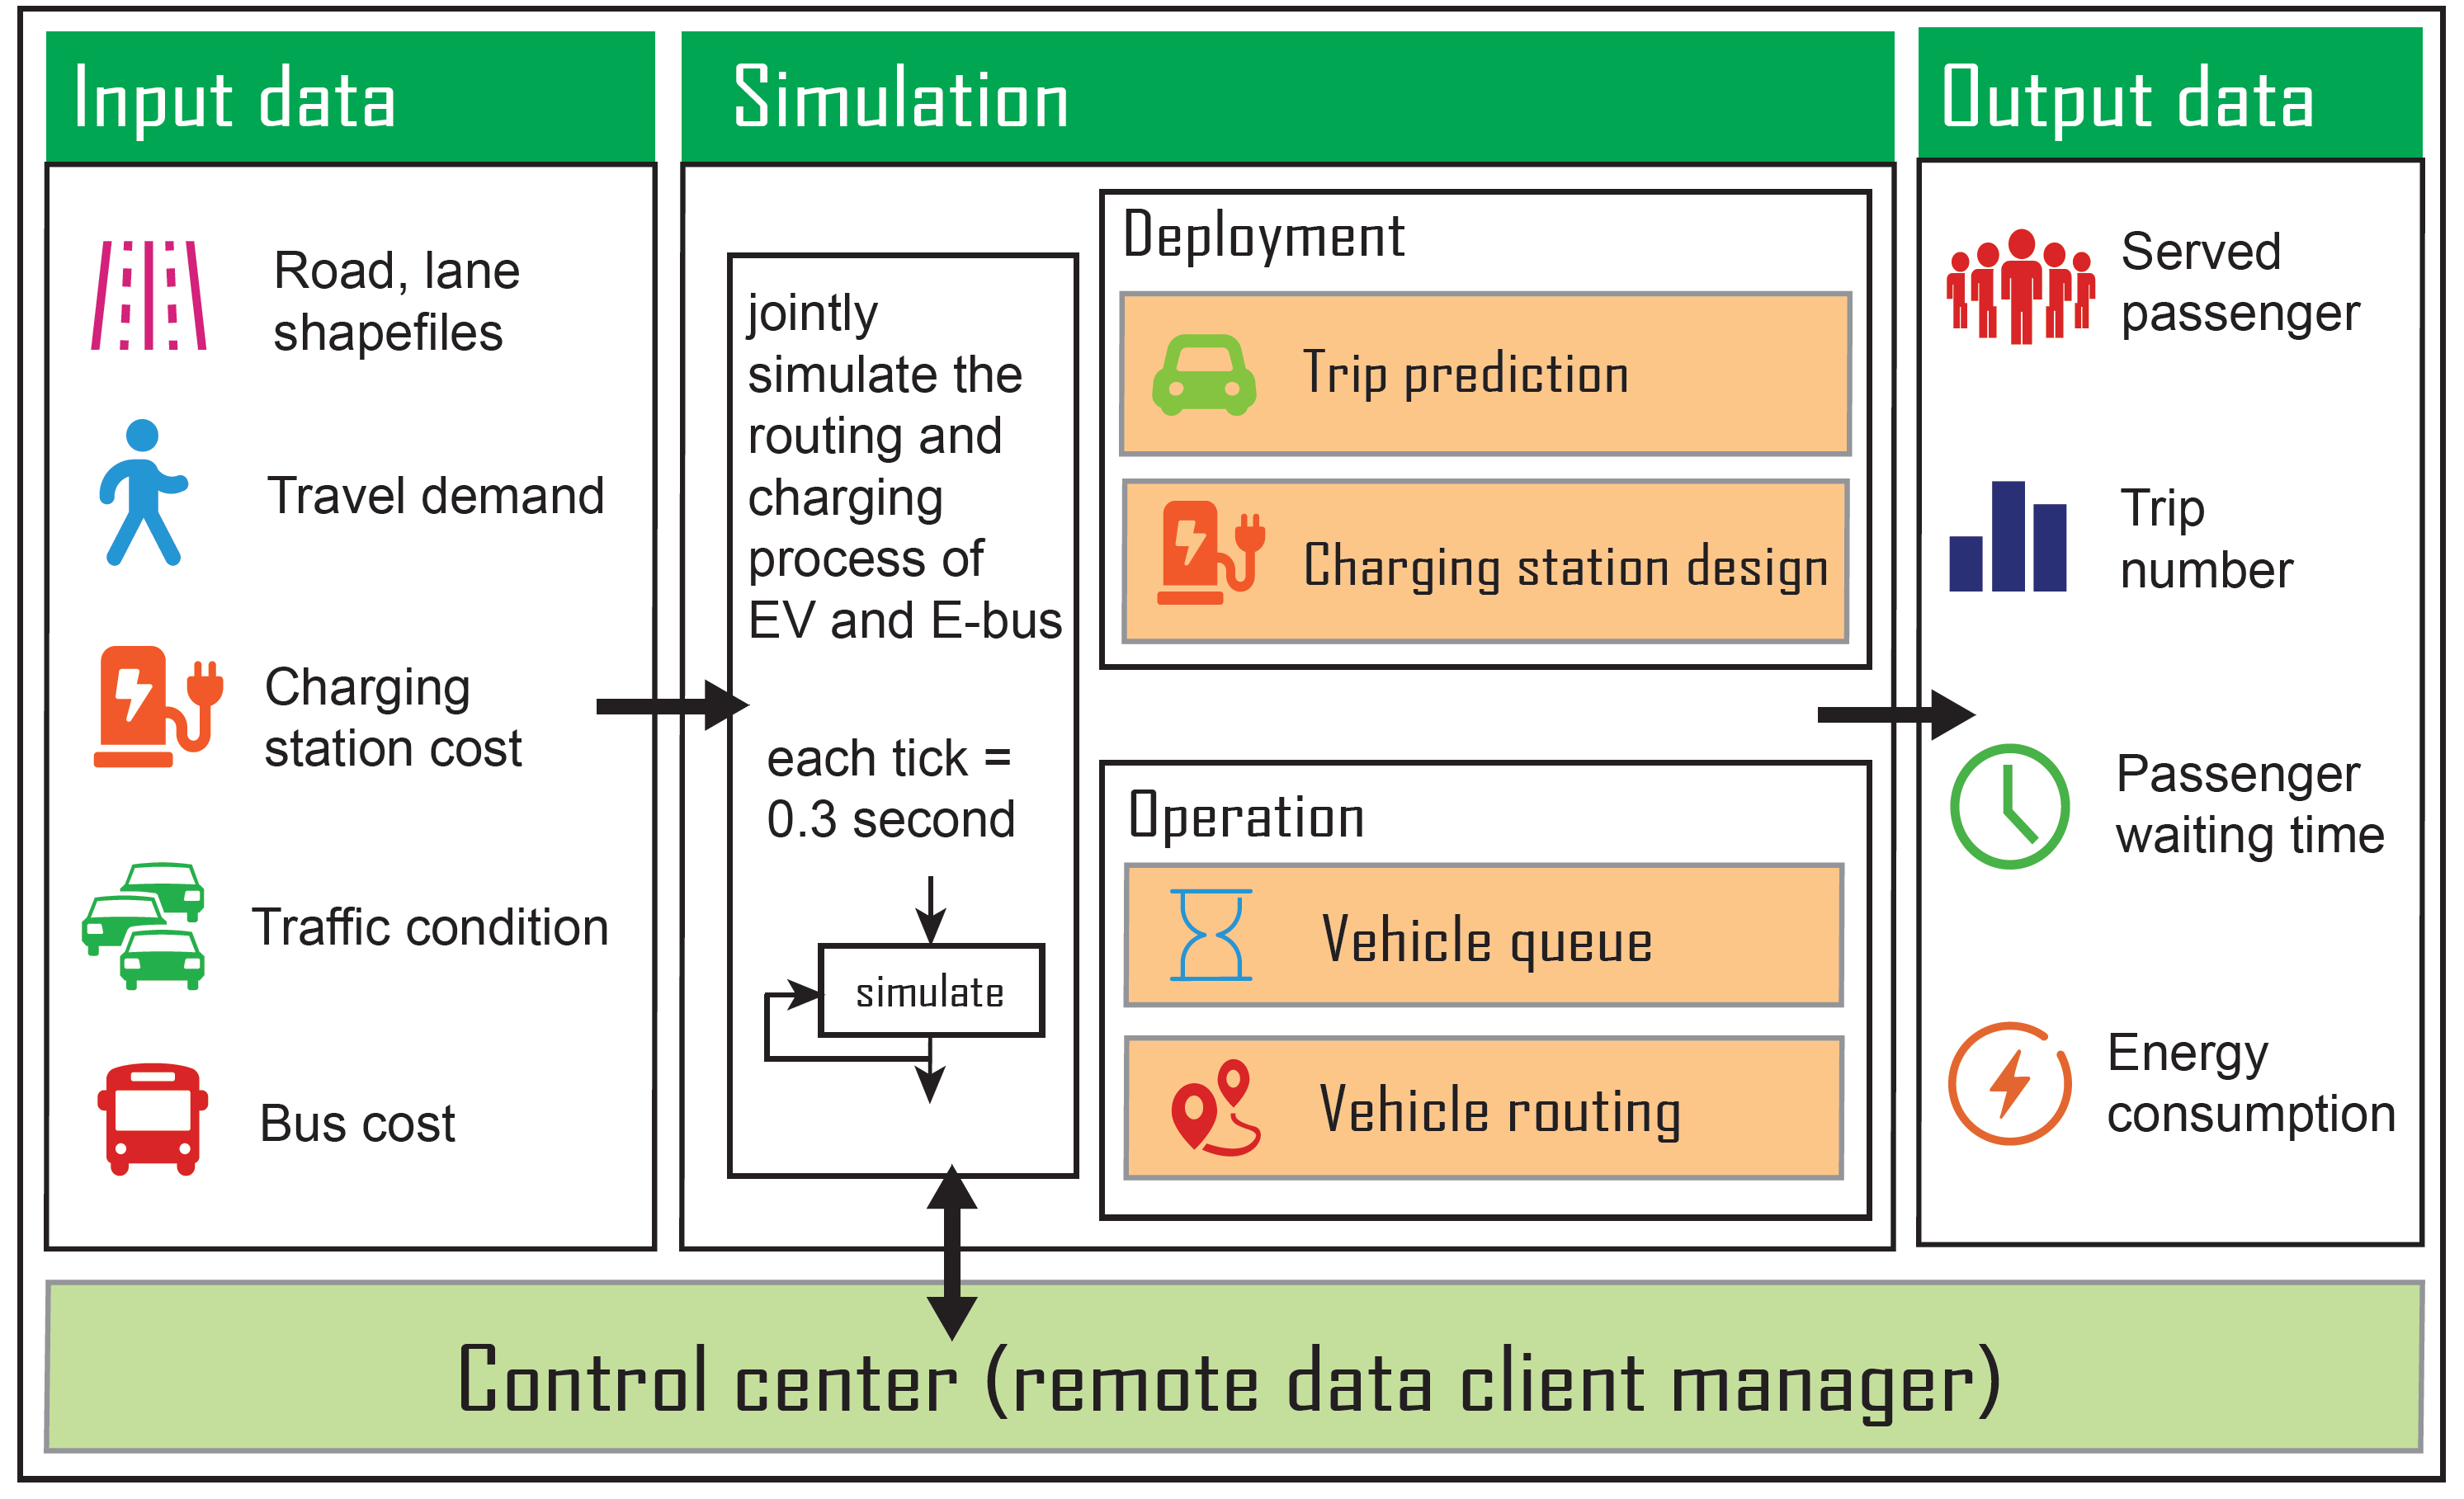 Input data
Road, lane
shapefiles
Travel demand
Charging
station cost
Traffic condition
Bus cost
Simulation
jointly
simulate the
routing and
charging
process of
EV and E-bus
each tick =
0.3 second
simulate
Deployment
Trip prediction
Charging station design
Operation
Vehicle queue
Vehicle routing
Output data
Served
passenger
Trip
number
Passenger
waiting time
Energy
consumption
Control center (remote data client manager)